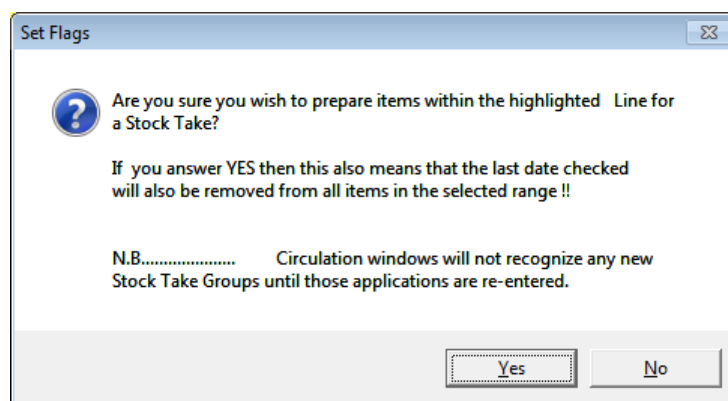 Set Flags
Are you sure you wish to prepare items within the highlighted Line for
a Stock Take?
If you answer YES then this also means that the last date checked
will also be removed from all items in the selected range !!
N.B..................... Circulation windows will not recognize any new
Stock Take Groups until those applications are re-entered.
Yes No